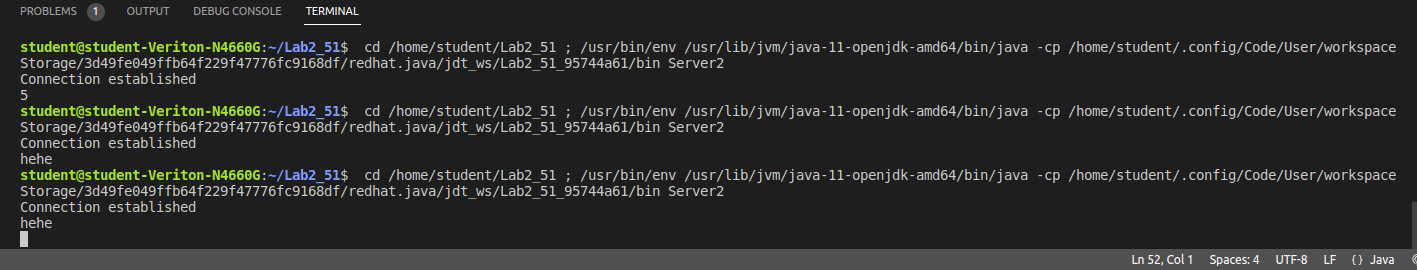 PROBLEMS 1 OUTPUT DEBUG CONSOLE TERMINAL
student@student-Veriton-N4660G:~/Lab2_51$ cd /home/student/Lab2_51 ; /usr/bin/env /usr/lib/jvm/java-11-openjdk-amd64/bin/java -cp /home/student/.config/Code/User/workspace
Storage/3d49fe049ffb64f229f47776fc9168df/redhat.java/jdt_ws/Lab2_51_95744a61/bin Server2
Connection established
5
student@student-Veriton-N4660G:~/Lab2_51$ cd /home/student/Lab2_51 ; /usr/bin/env /usr/lib/jvm/java-11-openjdk-amd64/bin/java -cp /home/student/.config/Code/User/workspace
Storage/3d49fe049ffb64f229f47776fc9168df/redhat.java/jdt_ws/Lab2_51_95744a61/bin Server2
Connection established
hehe
student@student-Veriton-N4660G:~/Lab2_51$ cd /home/student/Lab2_51 ; /usr/bin/env /usr/lib/jvm/java-11-openjdk-amd64/bin/java -cp /home/student/.config/Code/User/workspace
Storage/3d49fe049ffb64f229f47776fc9168df/redhat.java/jdt_ws/Lab2_51_95744a61/bin Server2
Connection established
hehe
Ln 52, Col 1 Spaces: 4 UTF-8 LF {} Java